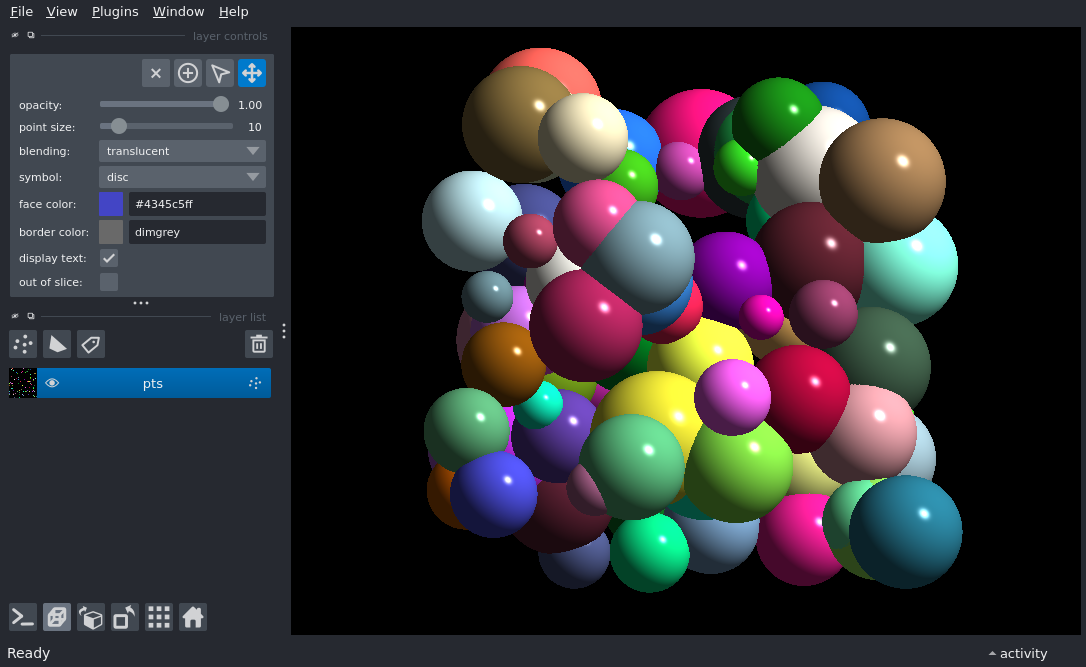 File View Plugins Window Help
layer controls
opacity: 1.00
point size: 10
blending: translucent
symbol: disc
face color: #4345c5ff
border color: dimgrey
display text:
out of slice:
layer list
pts
Ready
activity